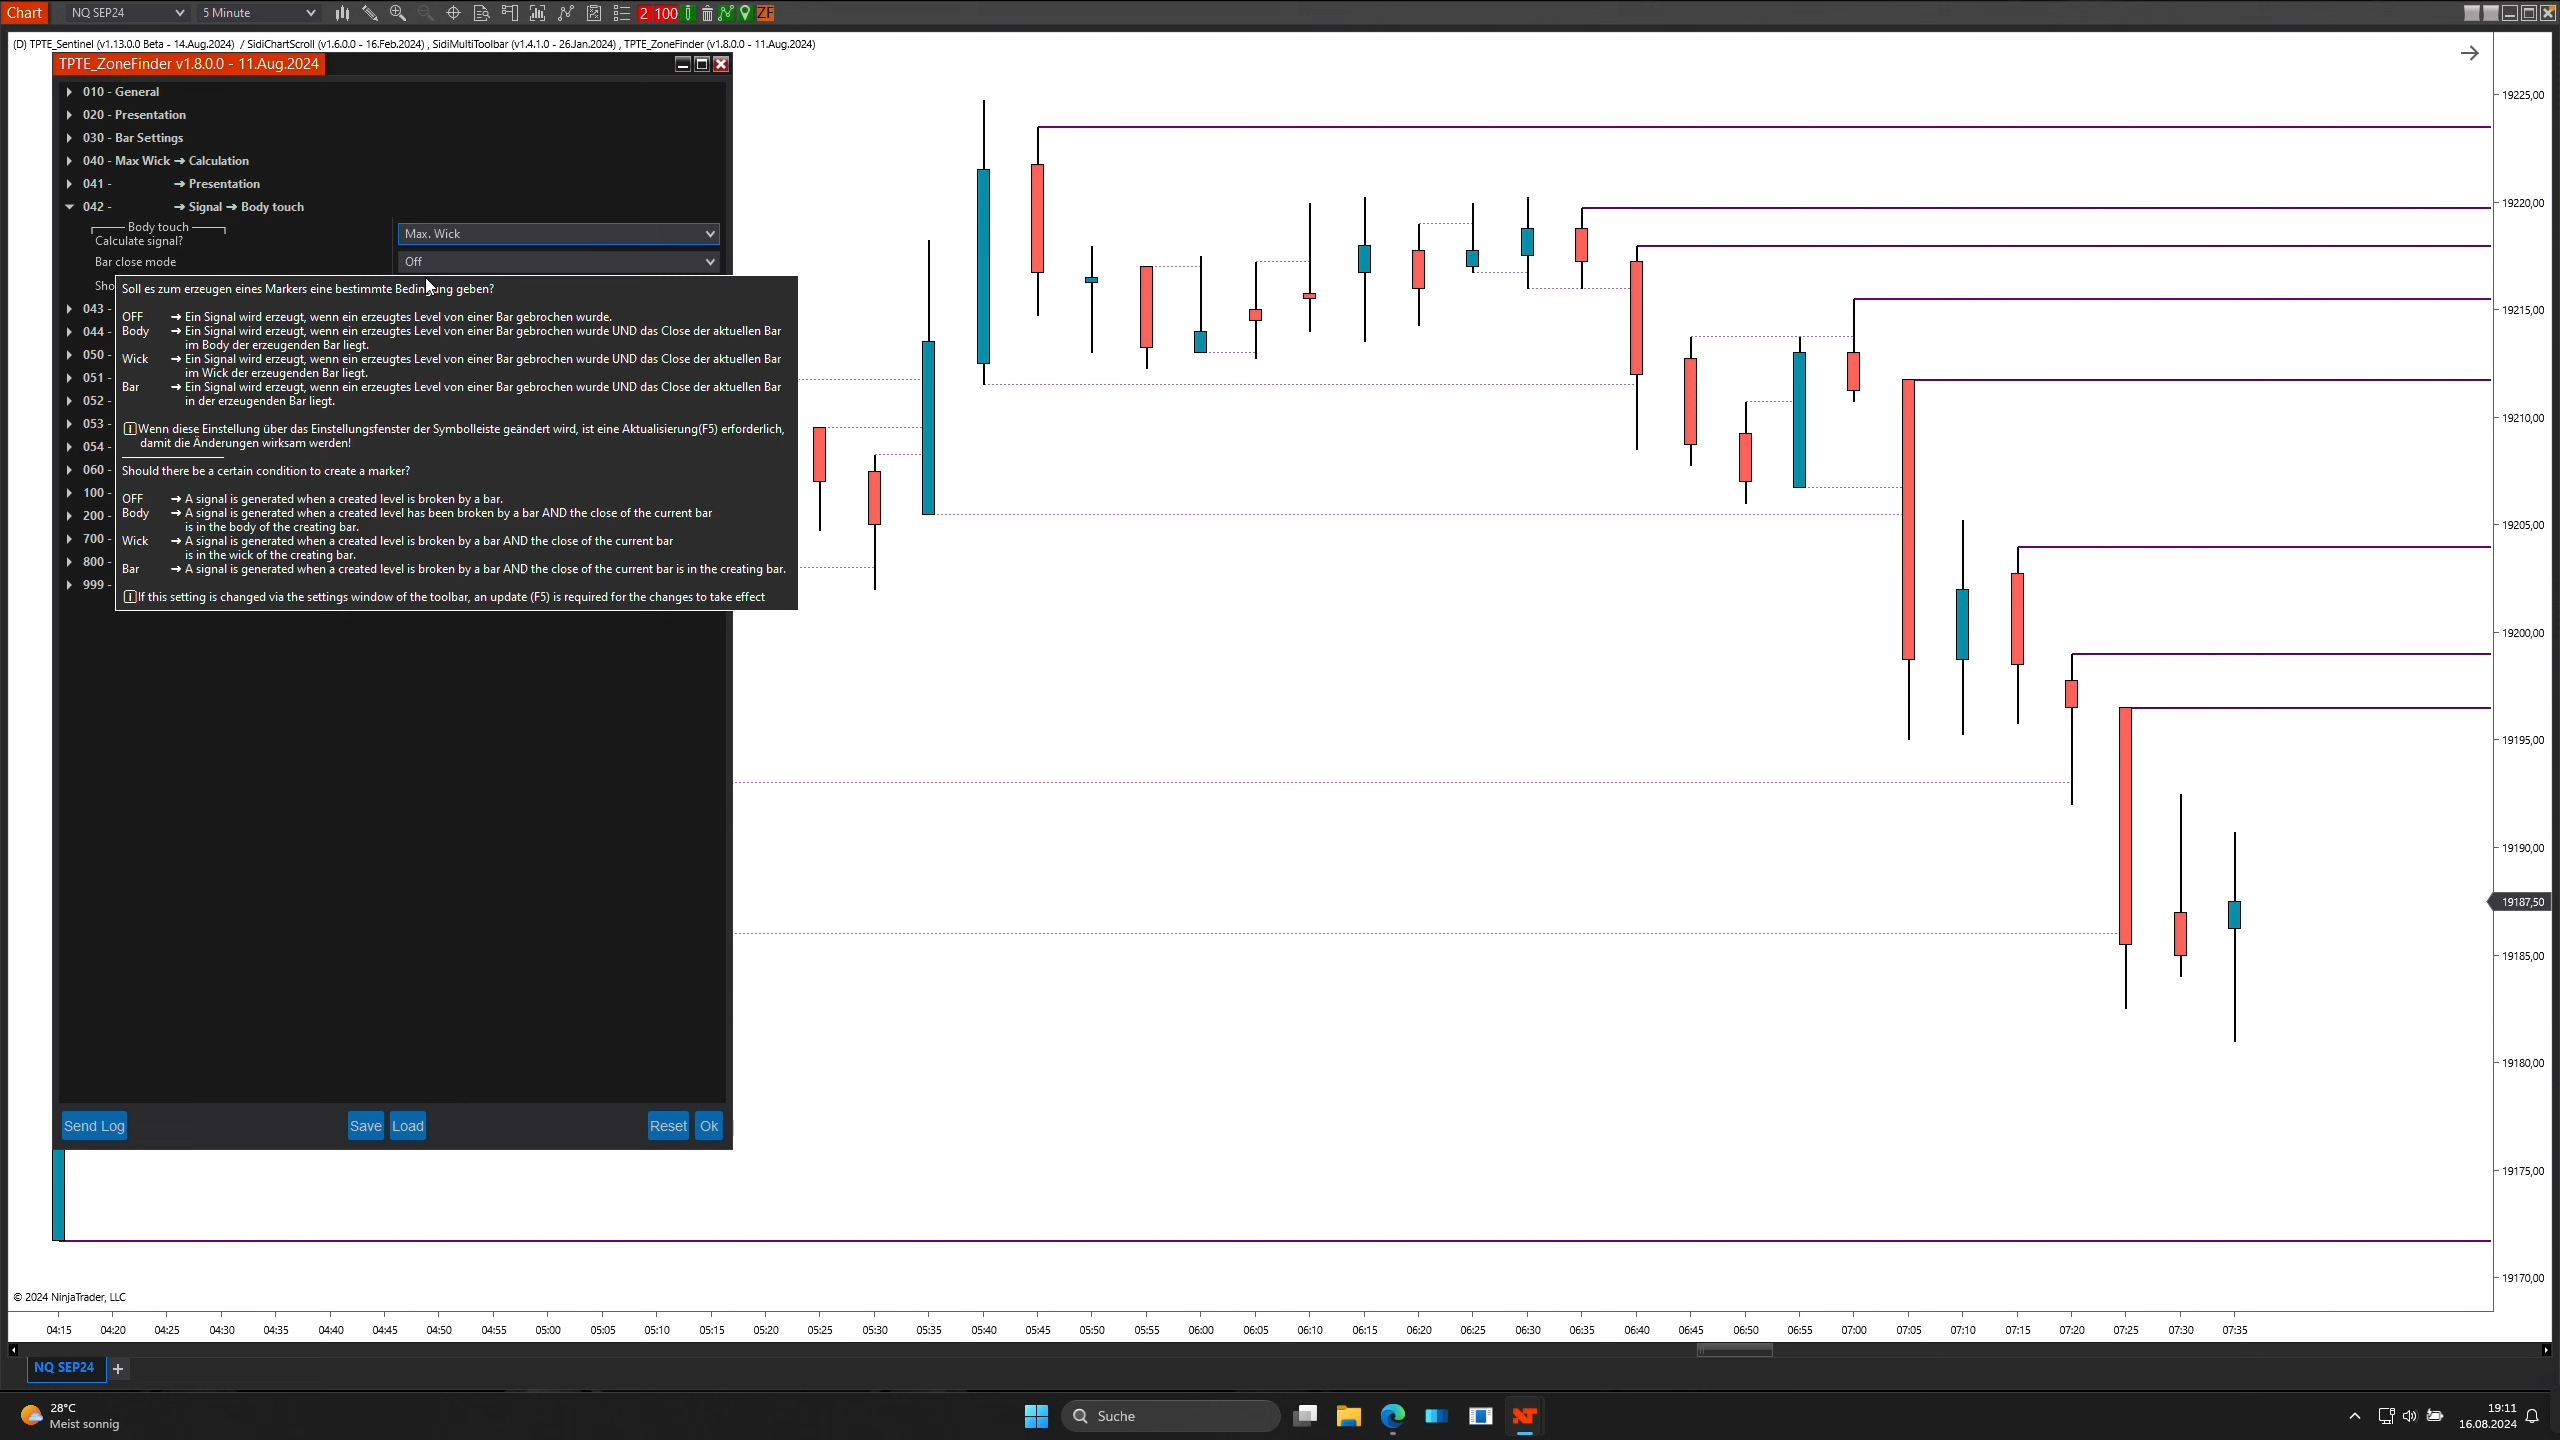 Chart
NQ SEP24
5 Minute
2 100
ZF
(D) TPTE_Sentinel (v1.13.0.0 Beta - 14.Aug.2024) / SidiChartScroll (v1.6.0.0 - 16.Feb.2024) , SidiMultiToolbar (v1.4.1.0 - 26.Jan.2024) , TPTE_ZoneFinder (v1.8.0.0 - 11.Aug.2024)
TPTE_ZoneFinder v1.8.0.0 - 11.Aug.2024
010 - General
020 - Presentation
030 - Bar Settings
040 - Max Wick → Calculation
041 - → Presentation
042 - → Signal → Body touch
Body touch
Calculate signal?
Max. Wick
Bar close mode
Off
Sho
043 -
044 -
050 -
051 -
052 -
053 -
054 -
060 -
100 -
200 -
700 -
800 -
999 -
Soll es zum erzeugen eines Markers eine bestimmte Bedingung geben?
OFF → Ein Signal wird erzeugt, wenn ein erzeugtes Level von einer Bar gebrochen wurde.
Body → Ein Signal wird erzeugt, wenn ein erzeugtes Level von einer Bar gebrochen wurde UND das Close der aktuellen Bar
im Body der erzeugenden Bar liegt.
Wick → Ein Signal wird erzeugt, wenn ein erzeugtes Level von einer Bar gebrochen wurde UND das Close der aktuellen Bar
im Wick der erzeugenden Bar liegt.
Bar → Ein Signal wird erzeugt, wenn ein erzeugtes Level von einer Bar gebrochen wurde UND das Close der aktuellen Bar
in der erzeugenden Bar liegt.
Wenn diese Einstellung über das Einstellungsfenster der Symbolleiste geändert wird, ist eine Aktualisierung(F5) erforderlich,
damit die Änderungen wirksam werden!
Should there be a certain condition to create a marker?
OFF → A signal is generated when a created level is broken by a bar.
Body → A signal is generated when a created level has been broken by a bar AND the close of the current bar
is in the body of the creating bar.
Wick → A signal is generated when a created level is broken by a bar AND the close of the current bar
is in the wick of the creating bar.
Bar → A signal is generated when a created level is broken by a bar AND the close of the current bar is in the creating bar.
If this setting is changed via the settings window of the toolbar, an update (F5) is required for the changes to take effect
Send Log
Save
Load
Reset
Ok
19225,00
19220,00
19215,00
19210,00
19205,00
19200,00
19195,00
19190,00
19187,50
19185,00
19180,00
19175,00
19170,00
© 2024 NinjaTrader, LLC
04:15 04:20 04:25 04:30 04:35 04:40 04:45 04:50 04:55 05:00 05:05 05:10 05:15 05:20 05:25 05:30 05:35 05:40 05:45 05:50 05:55 06:00 06:05 06:10 06:15 06:20 06:25 06:30 06:35 06:40 06:45 06:50 06:55 07:00 07:05 07:10 07:15 07:20 07:25 07:30 07:35
NQ SEP24
+
28°C
Meist sonnig
Suche
19:11
16.08.2024